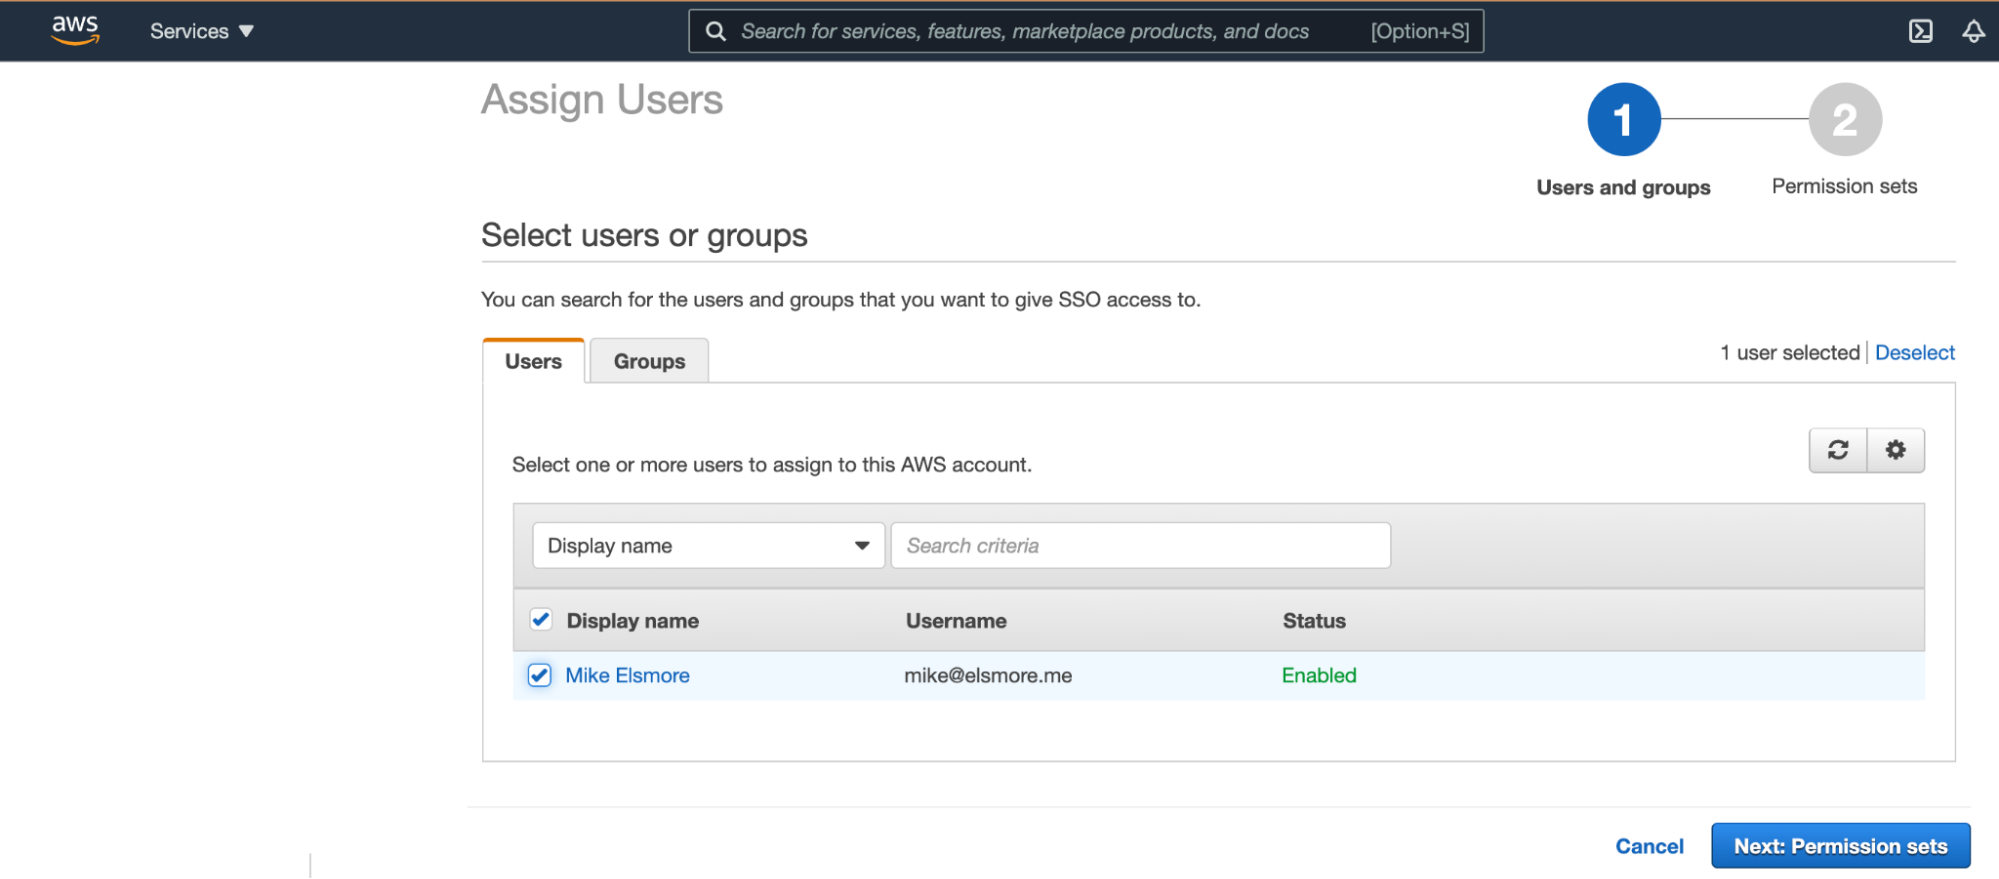 aws
Services ▼
Search for services, features, marketplace products, and docs [Option+S]
Assign Users
1
2
Users and groups
Permission sets
Select users or groups
You can search for the users and groups that you want to give SSO access to.
Users
Groups
1 user selected | Deselect
Select one or more users to assign to this AWS account.
Display name
Search criteria
Display name Username Status
Mike Elsmore mike@elsmore.me Enabled
Cancel
Next: Permission sets